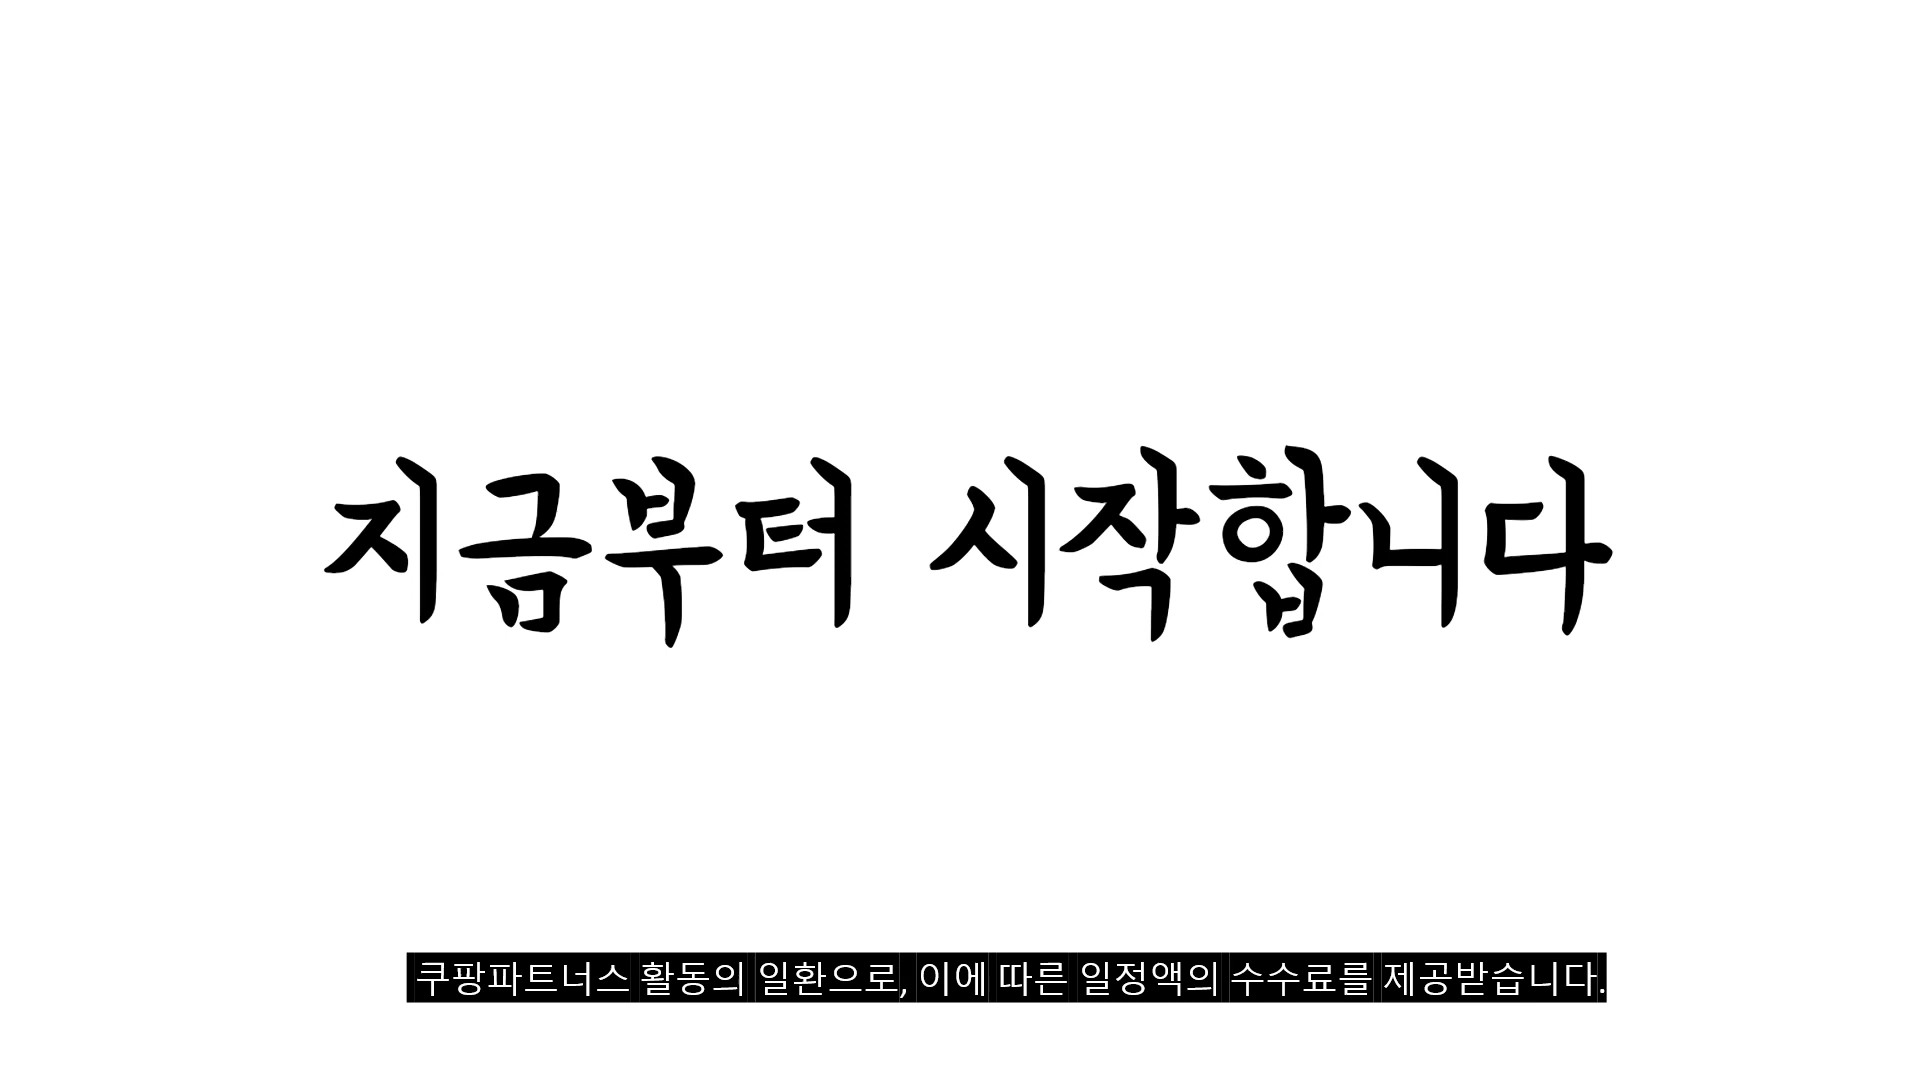 지금부터 시작합니다
쿠팡파트너스 활동의 일환으로, 이에 따른 일정액의 수수료를 제공받습니다.